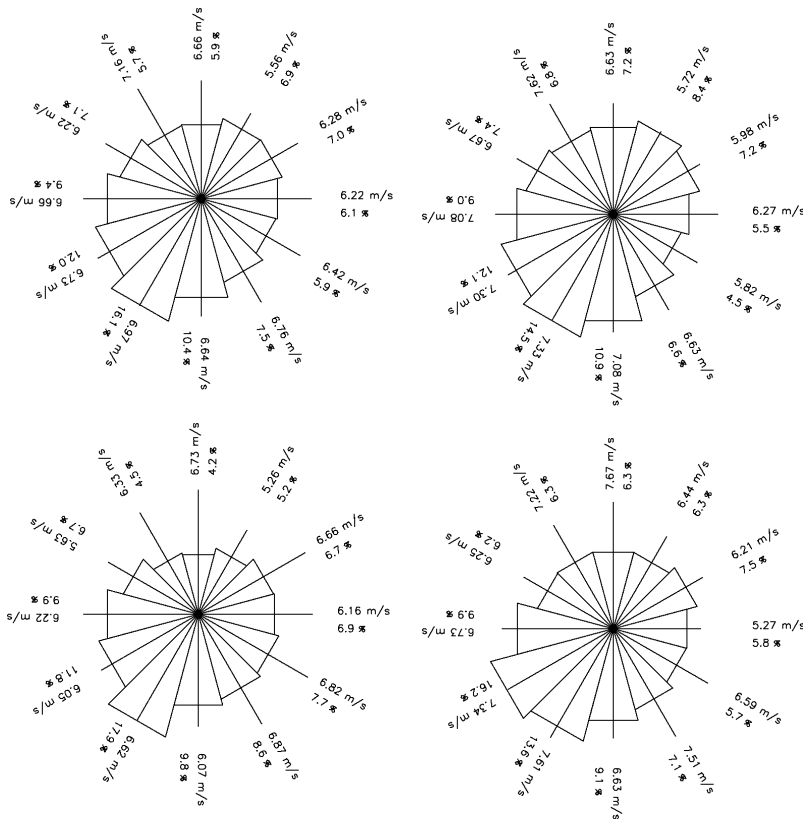 6.66 m/s
5.9 %
5.56 m/s
6.9 %
6.28 m/s
7.0 %
6.22 m/s
6.1 %
6.42 m/s
5.9 %
6.76 m/s
7.5 %
6.64 m/s
10.4 %
6.97 m/s
16.1 %
6.73 m/s
12.0 %
6.66 m/s
9.4 %
6.22 m/s
7.1 %
7.16 m/s
5.7 %
6.63 m/s
7.2 %
5.72 m/s
8.4 %
5.98 m/s
7.2 %
6.27 m/s
5.5 %
5.82 m/s
4.5 %
6.63 m/s
6.6 %
7.08 m/s
10.9 %
7.33 m/s
14.5 %
7.30 m/s
12.1 %
7.08 m/s
9.0 %
6.67 m/s
7.4 %
7.62 m/s
6.8 %
6.73 m/s
4.2 %
5.26 m/s
5.2 %
6.66 m/s
6.7 %
6.16 m/s
6.9 %
6.82 m/s
7.7 %
6.87 m/s
8.6 %
6.07 m/s
9.8 %
6.62 m/s
17.9 %
6.05 m/s
11.8 %
6.22 m/s
9.9 %
5.63 m/s
6.7 %
6.33 m/s
4.5 %
7.67 m/s
6.3 %
6.44 m/s
6.3 %
6.21 m/s
7.5 %
5.27 m/s
5.8 %
6.59 m/s
5.7 %
7.51 m/s
7.1 %
6.63 m/s
9.1 %
7.61 m/s
13.6 %
7.34 m/s
16.2 %
6.73 m/s
9.9 %
6.25 m/s
6.2 %
7.22 m/s
6.3 %